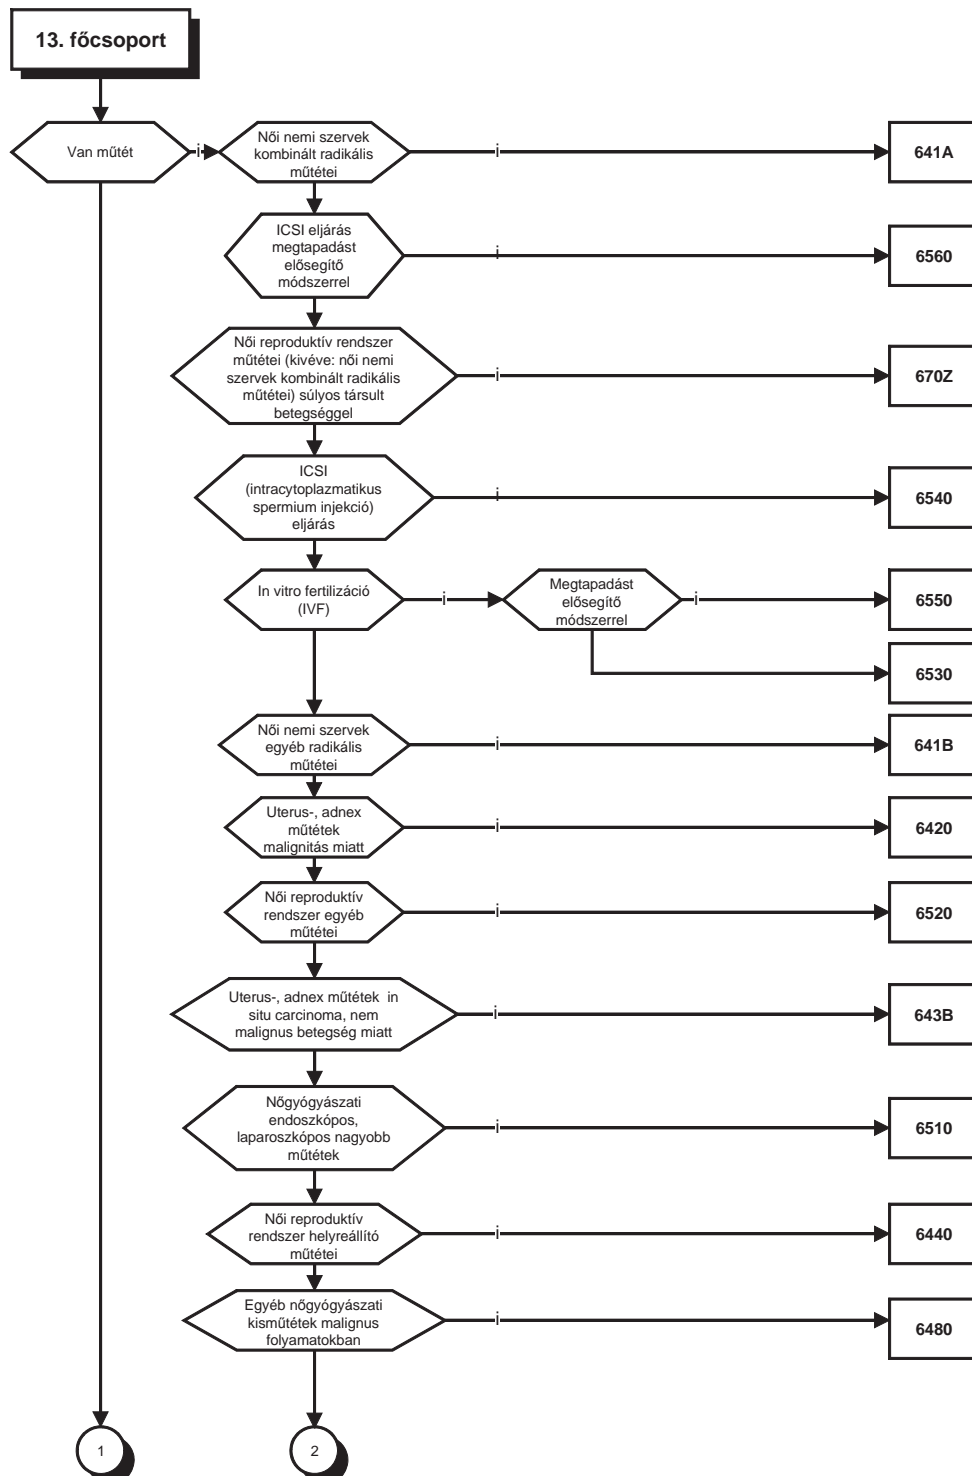 13. főcsoport
Van műtét
i
Női nemi szervek
kombinált radikális
műtétei
i
641A
ICSI eljárás
megtapadást
elősegítő
módszerrel
i
6560
Női reproduktív rendszer
műtétei (kivéve: női nemi
szervek kombinált radikális
műtétei) súlyos társult
betegséggel
i
670Z
ICSI
(intracytoplazmatikus
spermium injekció)
eljárás
i
6540
In vitro fertilizáció
(IVF)
i
Megtapadást
elősegítő
módszerrel
i
6550
6530
Női nemi szervek
egyéb radikális
műtétei
i
641B
Uterus-, adnex
műtétek
malignitás miatt
i
6420
Női reproduktív
rendszer egyéb
műtétei
i
6520
Uterus-, adnex műtétek  in
situ carcinoma, nem
malignus betegség miatt
i
643B
Nőgyógyászati
endoszkópos,
laparoszkópos nagyobb
műtétek
i
6510
Női reproduktív
rendszer helyreállító
műtétei
i
6440
Egyéb nőgyógyászati
kisműtétek malignus
folyamatokban
i
6480
1
2